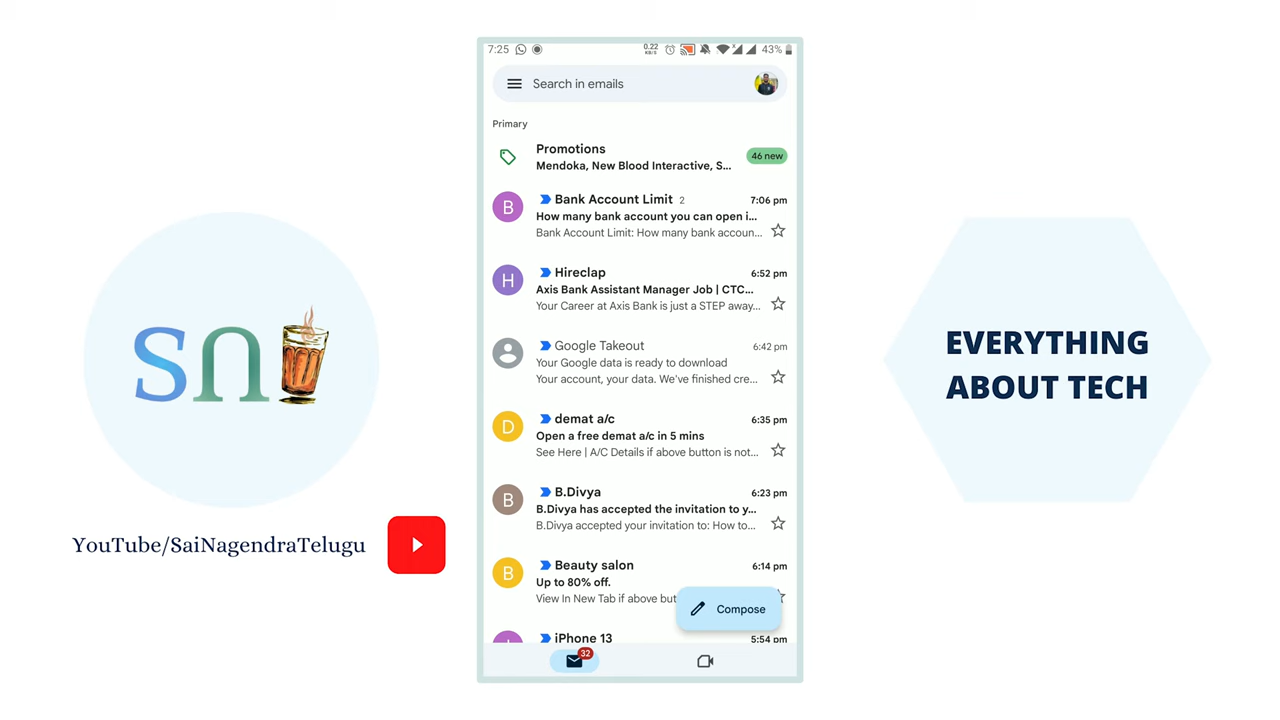 7:25
0.22
KB/S
43%
Search in emails
Primary
Promotions
Mendoka, New Blood Interactive, S...
46 new
B
Bank Account Limit 2
7:06 pm
How many bank account you can open i...
Bank Account Limit: How many bank accoun...
H
Hireclap
6:52 pm
Axis Bank Assistant Manager Job | CTC...
Your Career at Axis Bank is just a STEP away...
Google Takeout
6:42 pm
Your Google data is ready to download
Your account, your data. We've finished cre...
D
demat a/c
6:35 pm
Open a free demat a/c in 5 mins
See Here | A/C Details if above button is not...
B
B.Divya
6:23 pm
B.Divya has accepted the invitation to y...
B.Divya accepted your invitation to: How to...
B
Beauty salon
6:14 pm
Up to 80% off.
View In New Tab if above but
Compose
iPhone 13
5:54 pm
32
sn
YouTube/SaiNagendraTelugu
EVERYTHING
ABOUT TECH